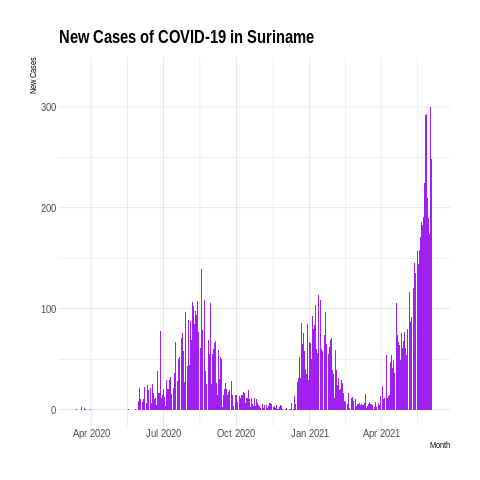 New Cases of COVID-19 in Suriname
New Cases
300
200
100
0
Apr 2020
Jul 2020
Oct 2020
Jan 2021
Apr 2021
Month